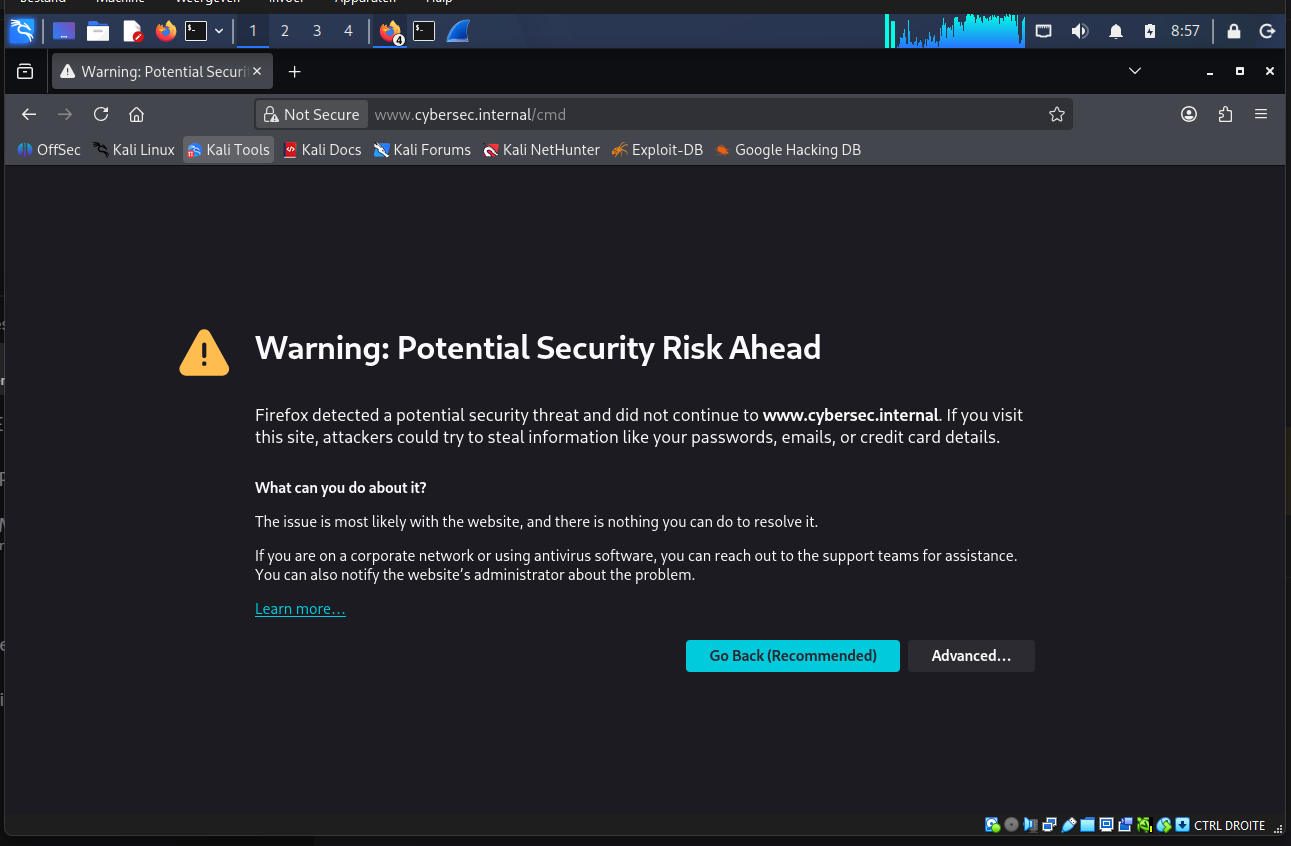 Bestand Machine Weergeven Invoer Apparaten Hulp
1 2 3 4 4 8:57
Warning: Potential Securi
Not Secure www.cybersec.internal/cmd
OffSec Kali Linux Kali Tools Kali Docs Kali Forums Kali NetHunter Exploit-DB Google Hacking DB
Warning: Potential Security Risk Ahead
Firefox detected a potential security threat and did not continue to www.cybersec.internal. If you visit
this site, attackers could try to steal information like your passwords, emails, or credit card details.
What can you do about it?
The issue is most likely with the website, and there is nothing you can do to resolve it.
If you are on a corporate network or using antivirus software, you can reach out to the support teams for assistance.
You can also notify the website’s administrator about the problem.
Learn more…
Go Back (Recommended) Advanced…
CTRL DROITE